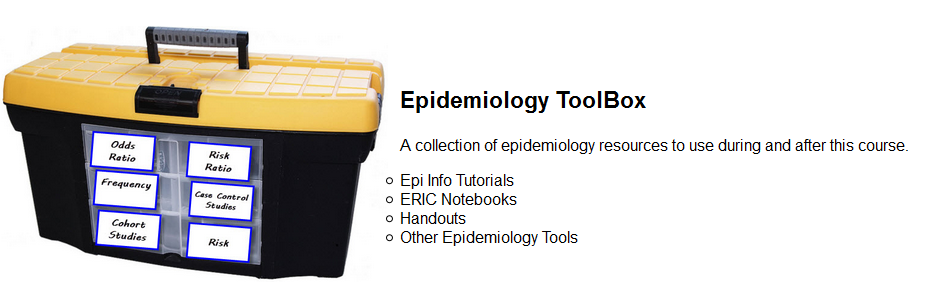 Odds
Ratio
Risk
Ratio
Frequency
Case Control
Studies
Cohort
Studies
Risk
Epidemiology ToolBox
A collection of epidemiology resources to use during and after this course.
Epi Info Tutorials
ERIC Notebooks
Handouts
Other Epidemiology Tools